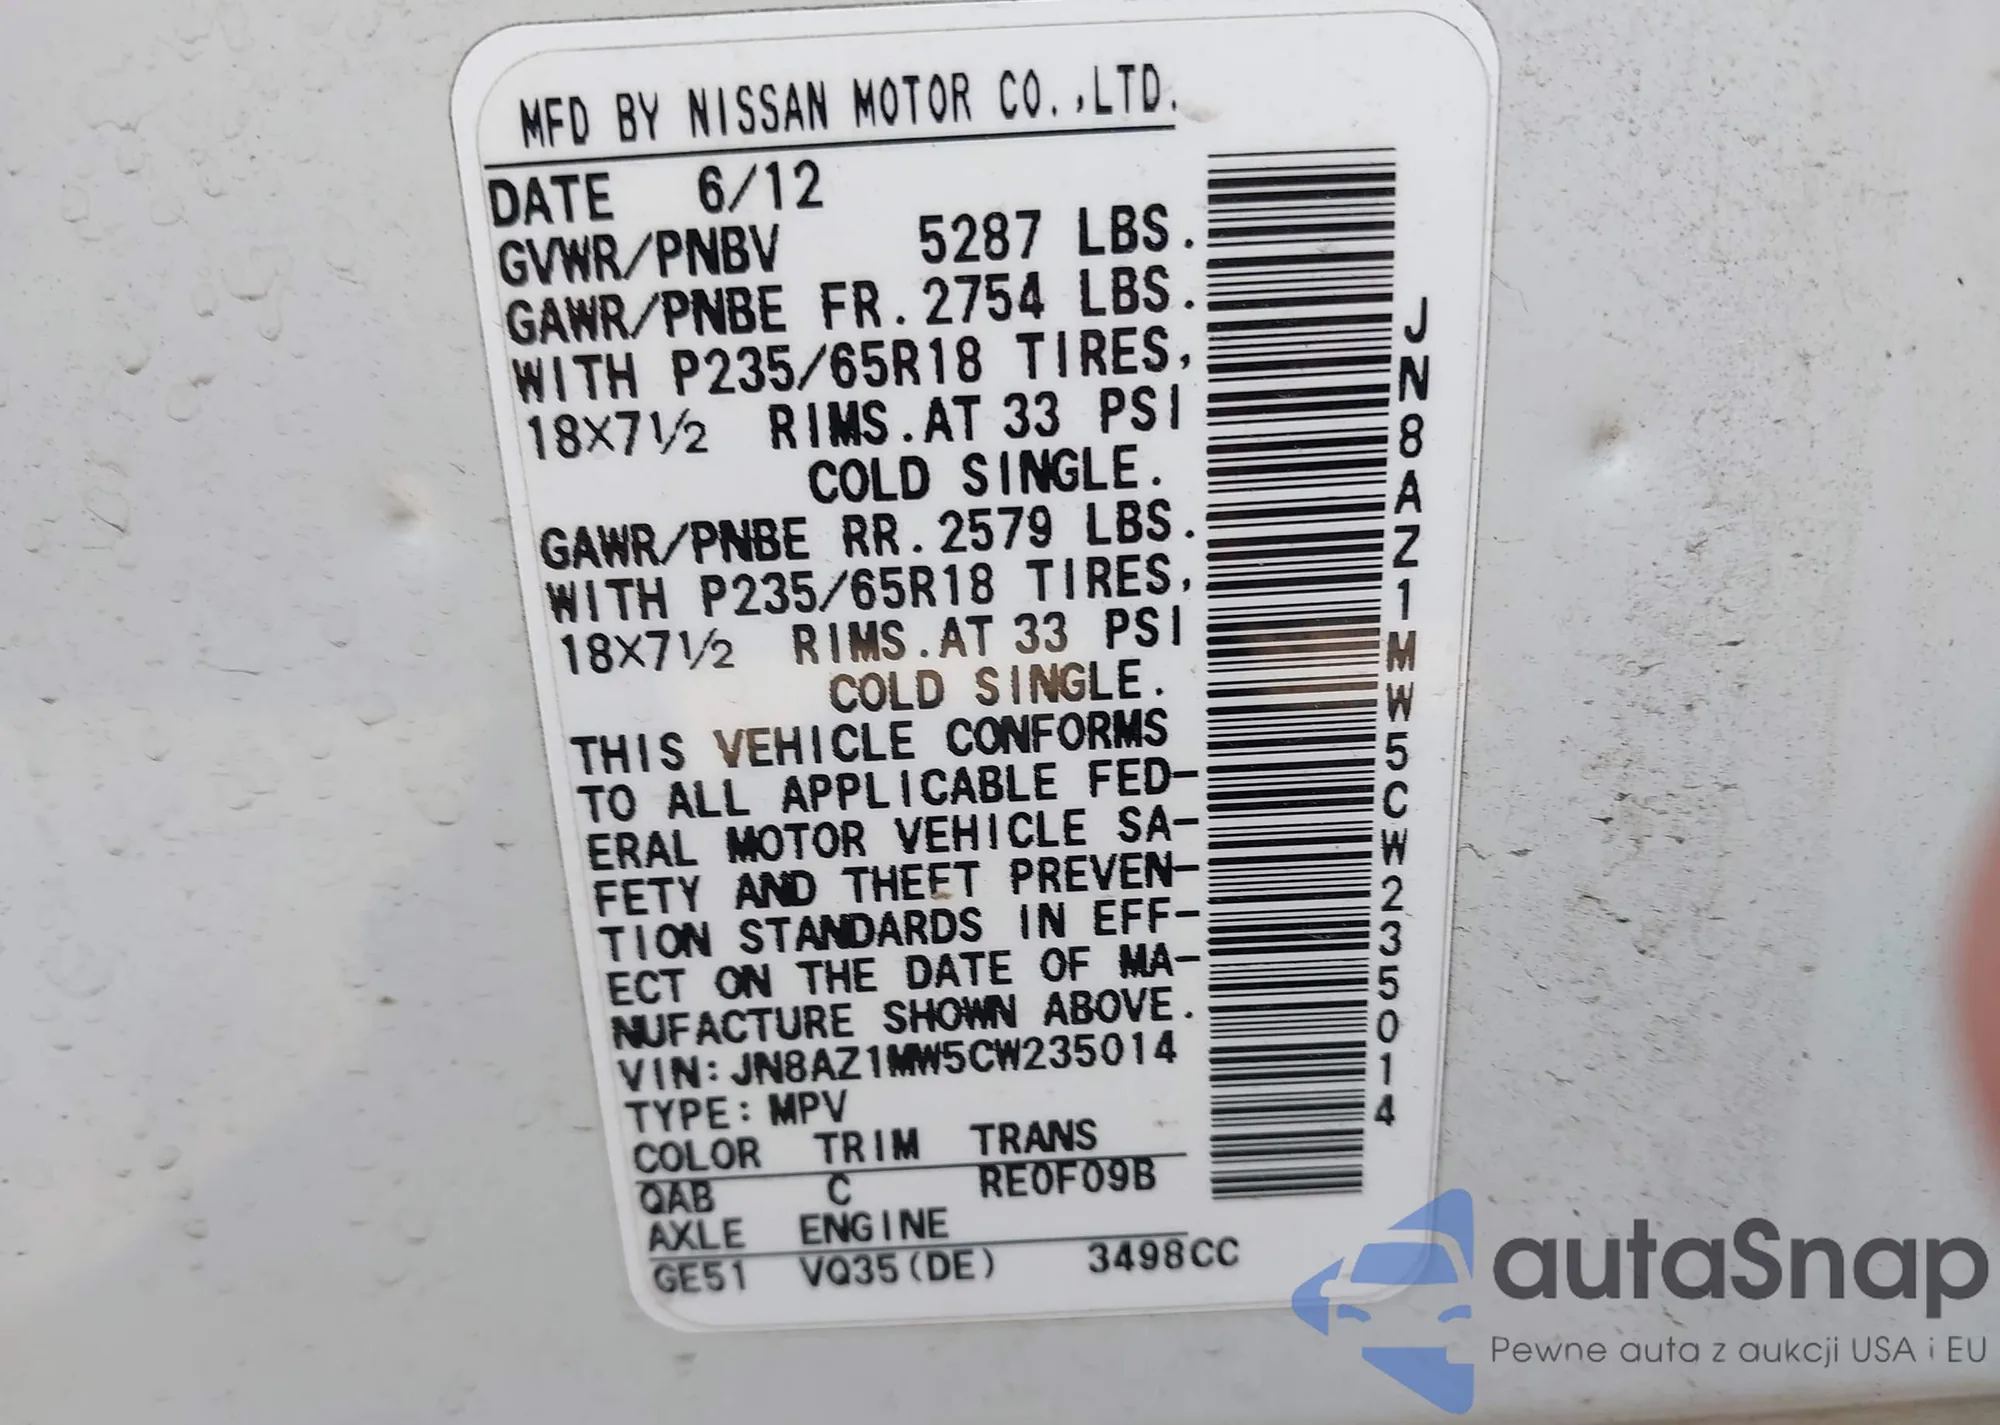 MFD BY NISSAN MOTOR CO.,LTD.
DATE 6/12
GVWR/PNBV 5287 LBS.
GAWR/PNBE FR.2754 LBS.
WITH P235/65R18 TIRES,
18X7½ RIMS.AT 33 PSI
COLD SINGLE.
GAWR/PNBE RR.2579 LBS.
WITH P235/65R18 TIRES,
18X7½ RIMS.AT 33 PSI
COLD SINGLE.
THIS VEHICLE CONFORMS
TO ALL APPLICABLE FED-
ERAL MOTOR VEHICLE SA-
FETY AND THEFT PREVEN-
TION STANDARDS IN EFF-
ECT ON THE DATE OF MA-
NUFACTURE SHOWN ABOVE.
VIN:JN8AZ1MW5CW235014
TYPE:MPV
COLOR TRIM TRANS
QAB C RE0F09B
AXLE ENGINE
GE51 VQ35(DE) 3498CC
JN8AZ1MW5CW235014
autaSnap
Pewne auta z aukcji USA i EU